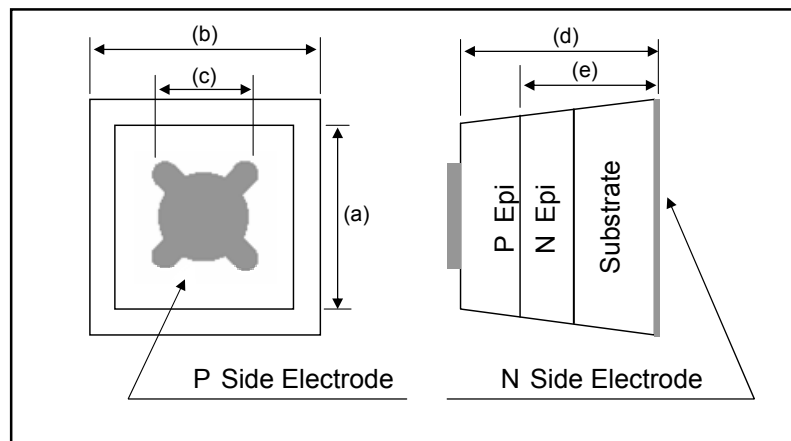 (b)
(c)
(a)
P Side Electrode
(d)
(e)
P Epi
N Epi
Substrate
N Side Electrode